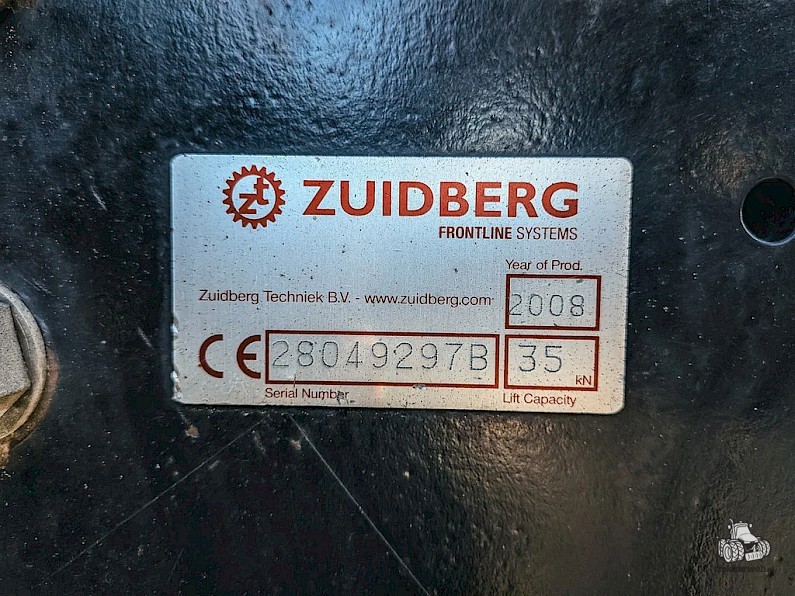 zt ZUIDBERG
FRONTLINE SYSTEMS
Year of Prod.
Zuidberg Techniek B.V. - www.zuidberg.com
2008
CE 28049297B 35 kN
Serial Number Lift Capacity